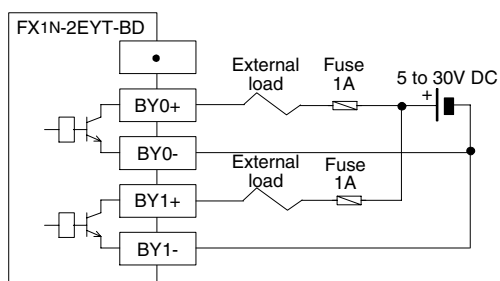 FX1N-2EYT-BD
•
External load
Fuse 1A
5 to 30V DC
+
BY0+
BY0-
External load
Fuse 1A
BY1+
BY1-